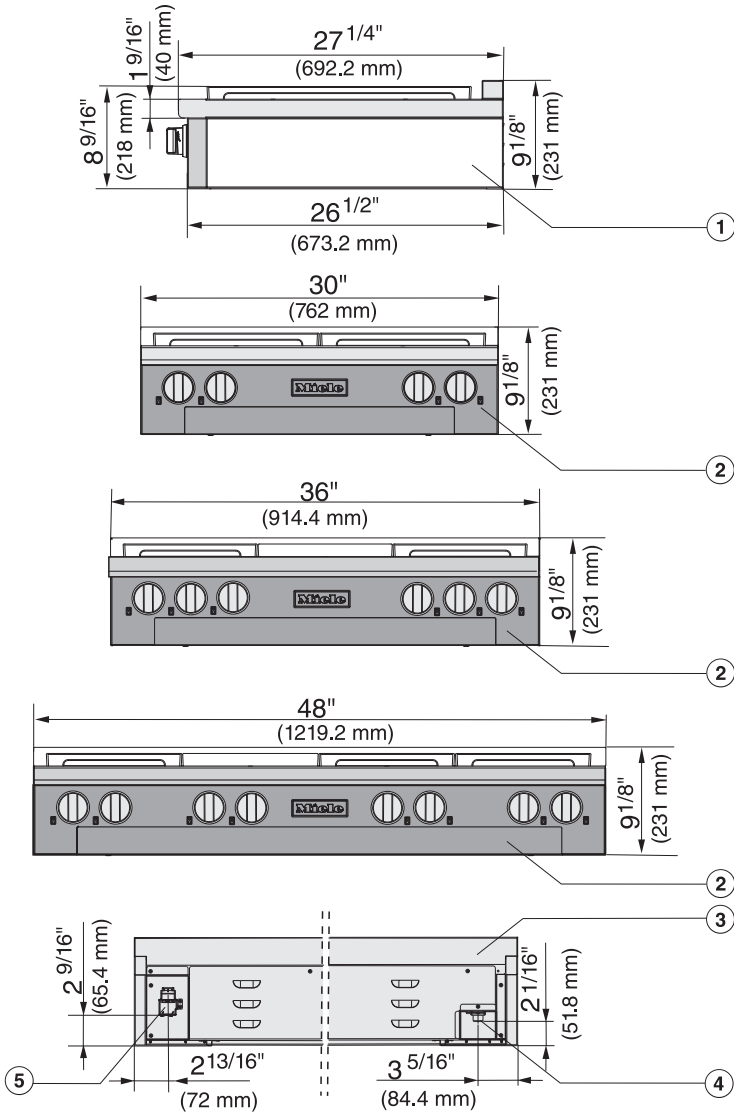 27 1/4"
(692.2 mm)
1 9/16"
(40 mm)
8 9/16"
(218 mm)
9 1/8"
(231 mm)
26 1/2"
(673.2 mm)
1
30"
(762 mm)
Miele
9 1/8"
(231 mm)
2
36"
(914.4 mm)
Miele
9 1/8"
(231 mm)
2
48"
(1219.2 mm)
Miele
9 1/8"
(231 mm)
2
3
2 9/16"
(65.4 mm)
2 1/16"
(51.8 mm)
5
2 13/16"
(72 mm)
3 5/16"
(84.4 mm)
4